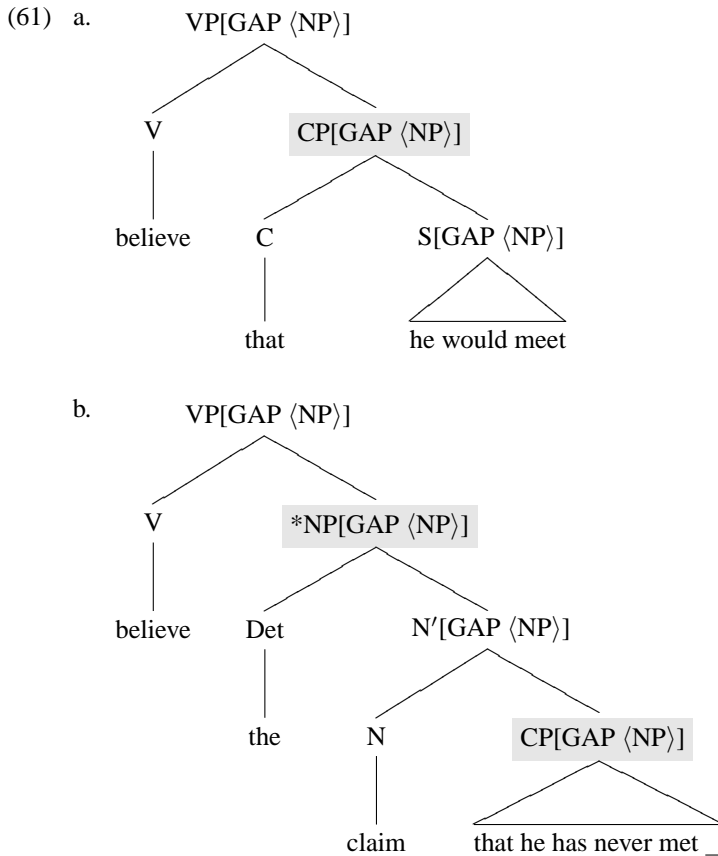 (61) a. VP[GAP ⟨NP⟩]
V CP[GAP ⟨NP⟩]
believe C S[GAP ⟨NP⟩]
that he would meet
b. VP[GAP ⟨NP⟩]
V *NP[GAP ⟨NP⟩]
believe Det N′[GAP ⟨NP⟩]
the N CP[GAP ⟨NP⟩]
claim that he has never met _